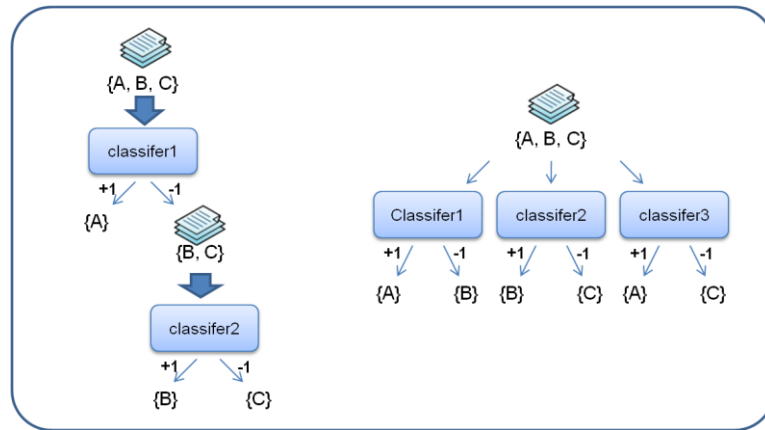 {A, B, C}
classifer1
+1 -1
{A}
{B, C}
classifer2
+1 -1
{B} {C}
{A, B, C}
Classifer1 classifer2 classifer3
+1 -1 +1 -1 +1 -1
{A} {B} {B} {C} {A} {C}